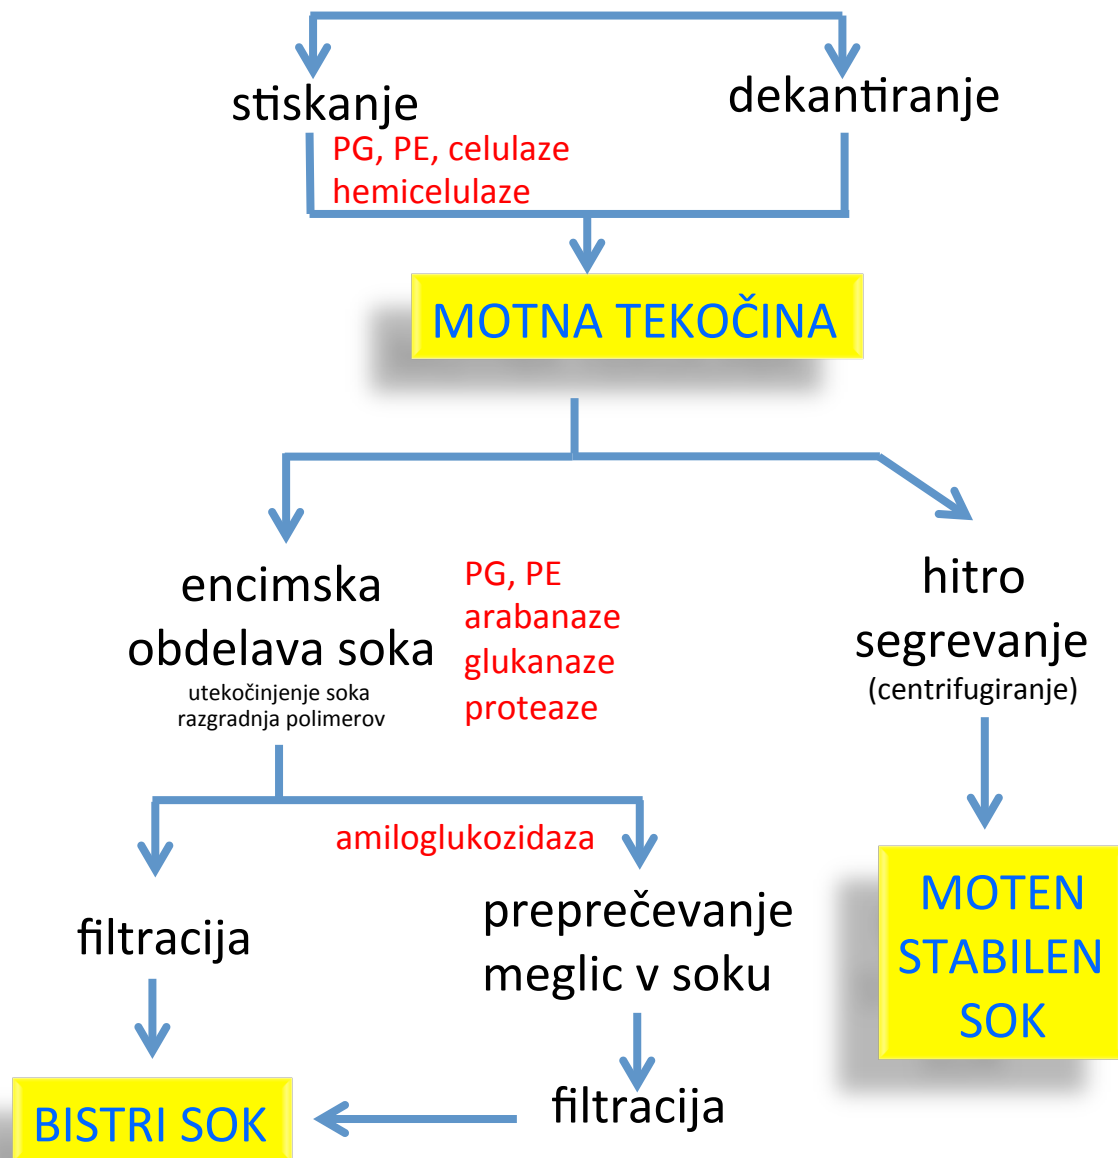 stiskanje
dekantiranje
PG, PE, celulaze
hemicelulaze
MOTNA TEKOČINA
encimska
obdelava soka
utekočinjenje soka
razgradnja polimerov
PG, PE
arabanaze
glukanaze
proteaze
hitro
segrevanje
(centrifugiranje)
amiloglukozidaza
filtracija
preprečevanje
meglic v soku
MOTEN
STABILEN
SOK
filtracija
BISTRI SOK